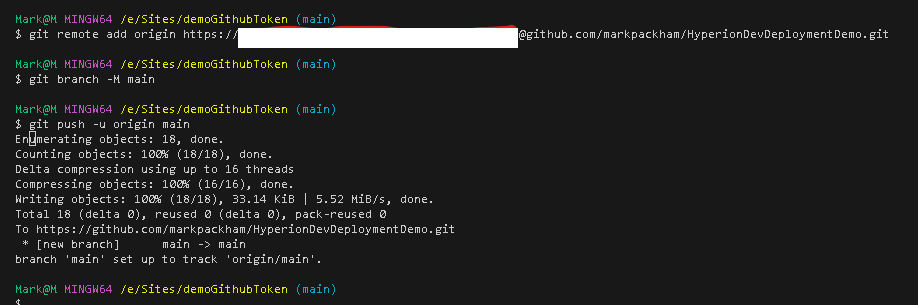 Mark@M MINGW64 /e/Sites/demoGithubToken (main)
$ git remote add origin https:// @github.com/markpackham/HyperionDevDeploymentDemo.git
Mark@M MINGW64 /e/Sites/demoGithubToken (main)
$ git branch -M main
Mark@M MINGW64 /e/Sites/demoGithubToken (main)
$ git push -u origin main
Enumerating objects: 18, done.
Counting objects: 100% (18/18), done.
Delta compression using up to 16 threads
Compressing objects: 100% (16/16), done.
Writing objects: 100% (18/18), 33.14 KiB | 5.52 MiB/s, done.
Total 18 (delta 0), reused 0 (delta 0), pack-reused 0
To https://github.com/markpackham/HyperionDevDeploymentDemo.git
 * [new branch]      main -> main
branch 'main' set up to track 'origin/main'.
Mark@M MINGW64 /e/Sites/demoGithubToken (main)
$